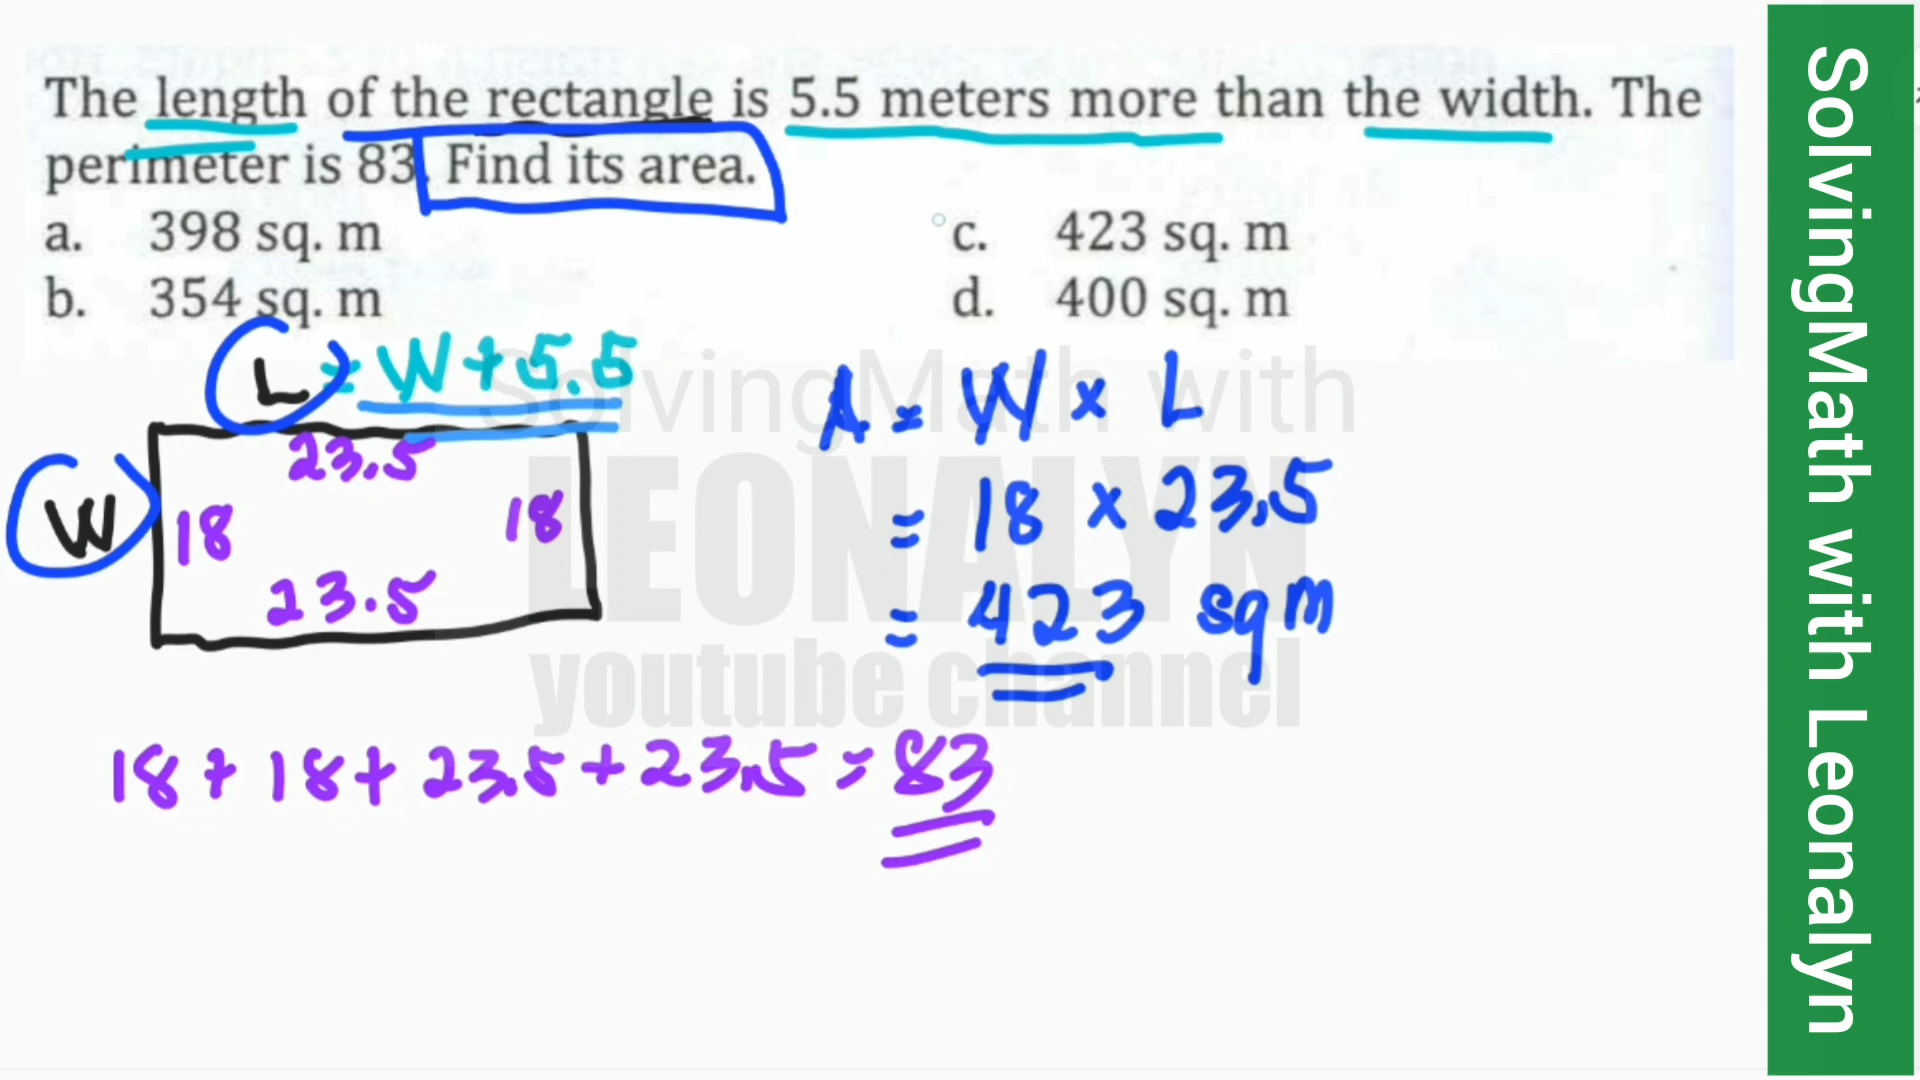 The length of the rectangle is 5.5 meters more than the width. The
perimeter is 83. Find its area.
a. 398 sq. m
c. 423 sq. m
b. 354 sq. m
d. 400 sq. m
L = W + 5.5
W
23.5
18
18
23.5
A = W × L
= 18 × 23.5
= 423 sq m
18 + 18 + 23.5 + 23.5 = 83
SolvingMath with
LEONALYN
youtube channel
SolvingMath with Leonalyn